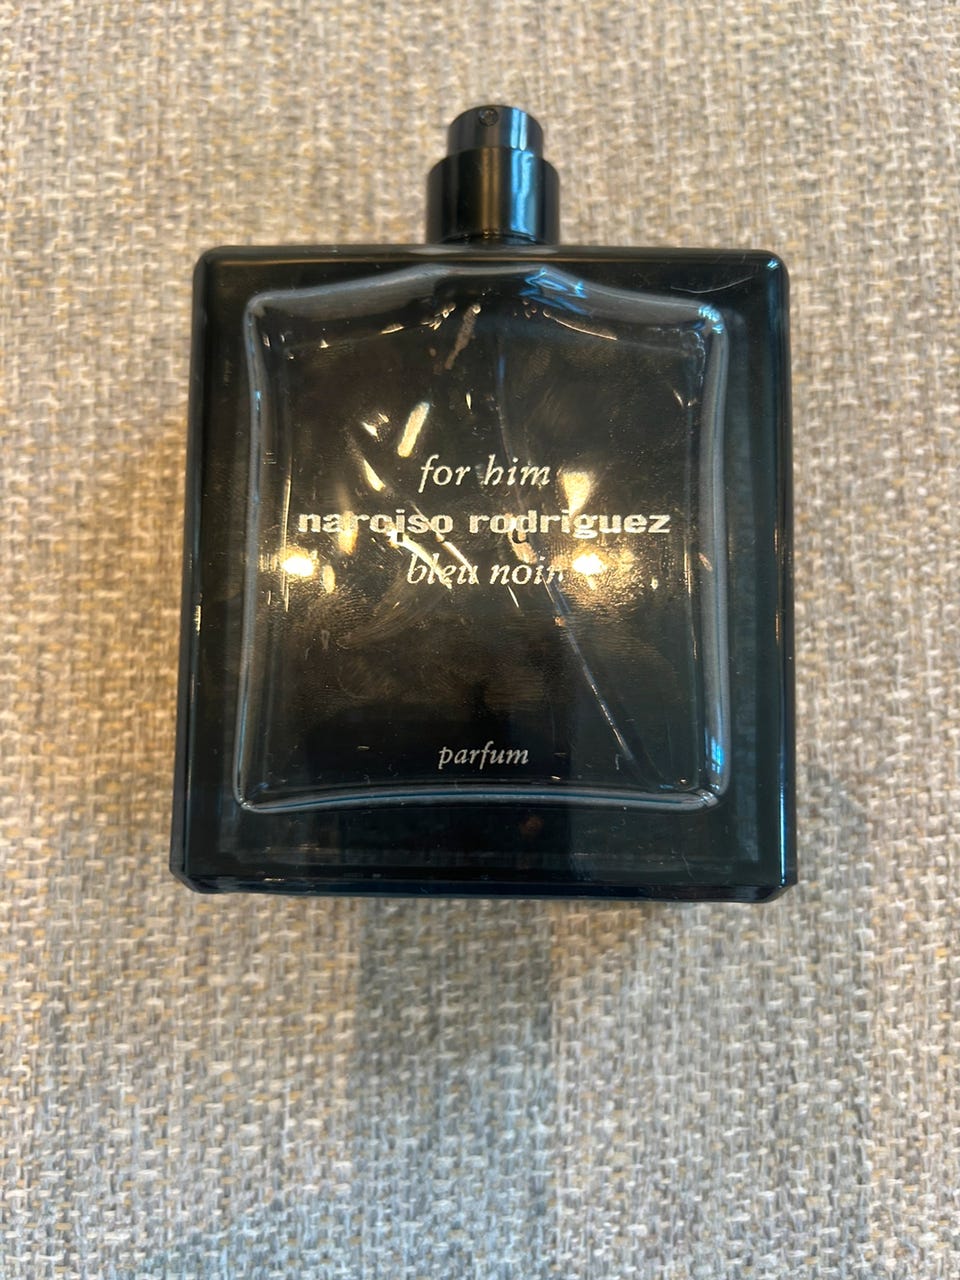 for him
narciso rodriguez
bleu noir
parfum